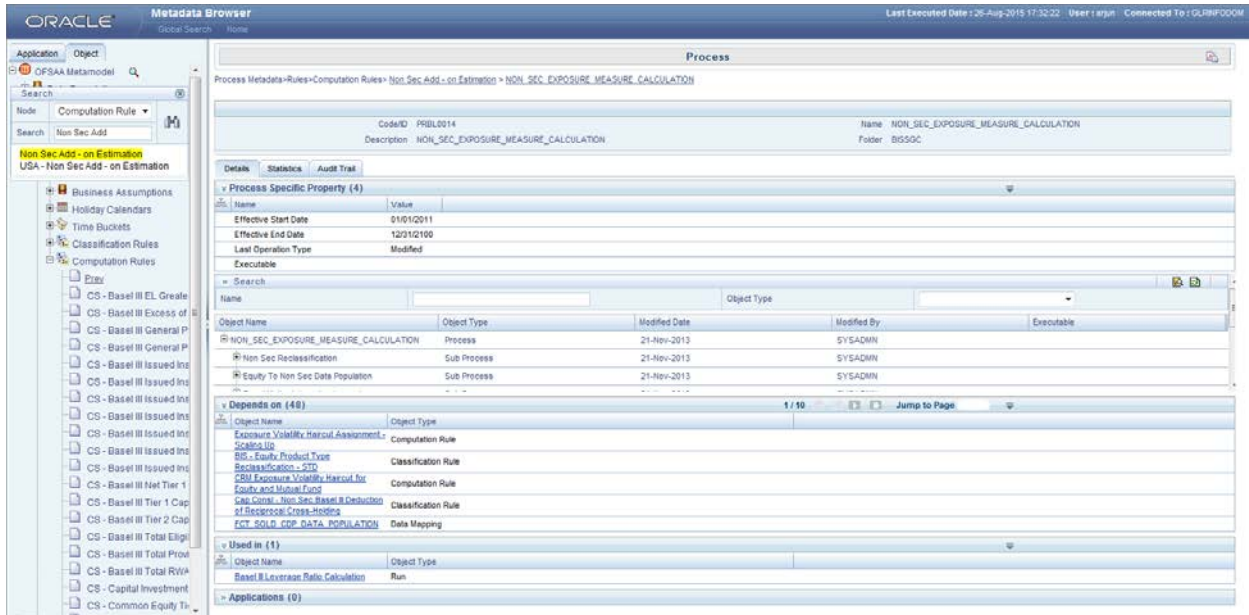 ORACLE
Metadata Browser
Global Search Home
Last Executed Date : 26-Aug-2015 17:32:22 User : arjun Connected To :
Application Object
OFSAA Metamodel
Search
Node Computation Rule
Search Non Sec Add
Non Sec Add - on Estimation
USA - Non Sec Add - on Estimation
Business Assumptions
Holiday Calendars
Time Buckets
Classification Rules
Computation Rules
Prev
CS - Basel III EL Greate
CS - Basel III Excess of
CS - Basel III General P
CS - Basel III General P
CS - Basel III Issued Ins
CS - Basel III Issued Ins
CS - Basel III Issued Ins
CS - Basel III Issued Ins
CS - Basel III Issued Ins
CS - Basel III Issued Ins
CS - Basel III Issued Ins
CS - Basel III Net Tier 1
CS - Basel III Tier 1 Cap
CS - Basel III Tier 2 Cap
CS - Basel III Total Eligi
CS - Basel III Total Provi
CS - Basel III Total RWA
CS - Capital Investment
CS - Common Equity Tie
Process
Process Metadata>Rules>Computation Rules> Non Sec Add - on Estimation > NON_SEC_EXPOSURE_MEASURE_CALCULATION
Code/ID PRBL0014
Name NON_SEC_EXPOSURE_MEASURE_CALCULATION
Description NON_SEC_EXPOSURE_MEASURE_CALCULATION
Folder BISSGC
Details Statistics Audit Trail
Process Specific Property (4)
Name Value
Effective Start Date 01/01/2011
Effective End Date 12/31/2100
Last Operation Type Modified
Executable
Search
Name Object Type
Object Name Object Type Modified Date Modified By Executable
NON_SEC_EXPOSURE_MEASURE_CALCULATION Process 21-Nov-2013 SYSADMN
Non Sec Reclassification Sub Process 21-Nov-2013 SYSADMN
Equity To Non Sec Data Population Sub Process 21-Nov-2013 SYSADMN
Depends on (48) 1 / 10 Jump to Page
Object Name Object Type
Exposure Volatility Haircut Assignment - Computation Rule
Scaling Up
BIS - Equity Product Type Classification Rule
Reclassification - STD
CRM Exposure Volatility Haircut for Computation Rule
Equity and Mutual Fund
Cap Consl - Non Sec Basel II Deduction Classification Rule
of Reciprocal Cross-Holding
FCT_SOLD_CDP_DATA_POPULATION Data Mapping
Used in (1)
Object Name Object Type
Basel III Leverage Ratio Calculation Run
Applications (0)